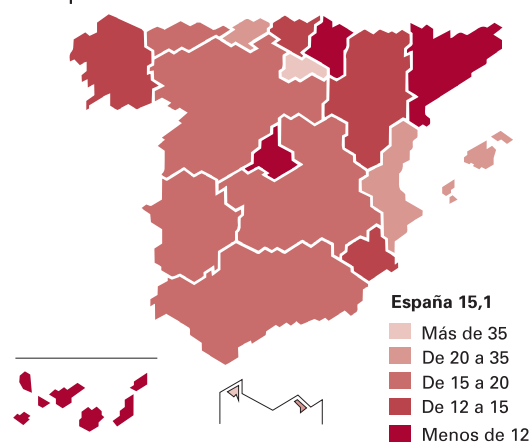 España 15,1
Más de 35
De 20 a 35
De 15 a 20
De 12 a 15
Menos de 12